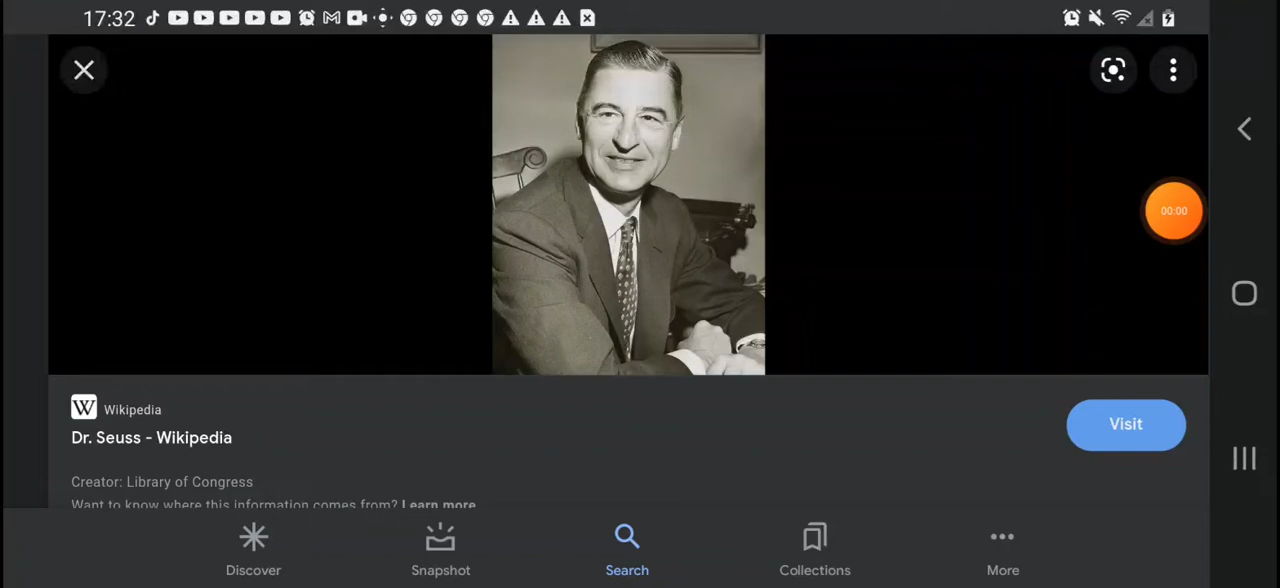 17:32
00:00
W Wikipedia
Dr. Seuss - Wikipedia
Visit
Creator: Library of Congress
Want to know where this information comes from? Learn more
Discover
Snapshot
Search
Collections
More